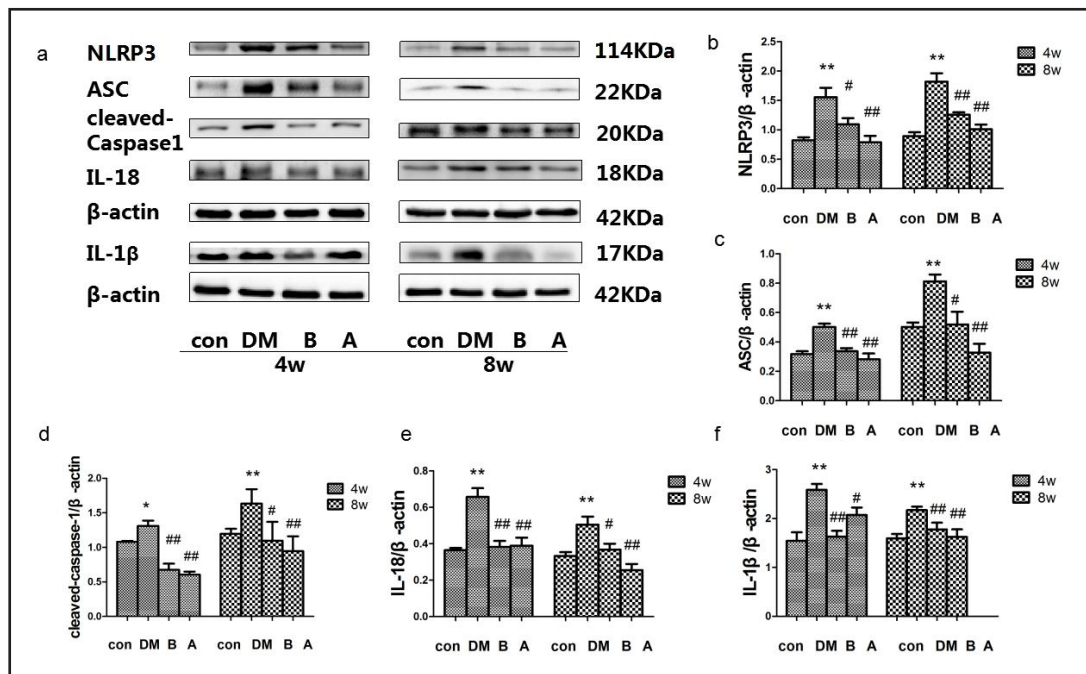 a
NLRP3
114KDa
ASC
22KDa
cleaved-
Caspase1
20KDa
IL-18
18KDa
β-actin
42KDa
IL-1β
17KDa
β-actin
42KDa
con DM B A con DM B A
4w 8w
b
NLRP3/β -actin
2.0
1.5
1.0
0.5
0.0
** # ## ** ## ##
con DM B A con DM B A
4w
8w
c
ASC/β -actin
1.0
0.8
0.6
0.4
0.2
0.0
** ## ## ** # ##
con DM B A con DM B A
4w
8w
d
cleaved-caspase-1/β -actin
2.0
1.5
1.0
0.5
0.0
* ## ## ** # ##
con DM B A con DM B A
4w
8w
e
IL-18/β -actin
0.8
0.6
0.4
0.2
0.0
** ## ## ** # ##
con DM B A con DM B A
4w
8w
f
IL-1β /β -actin
3
2
1
0
** ## # ** ## ##
con DM B A con DM B A
4w
8w